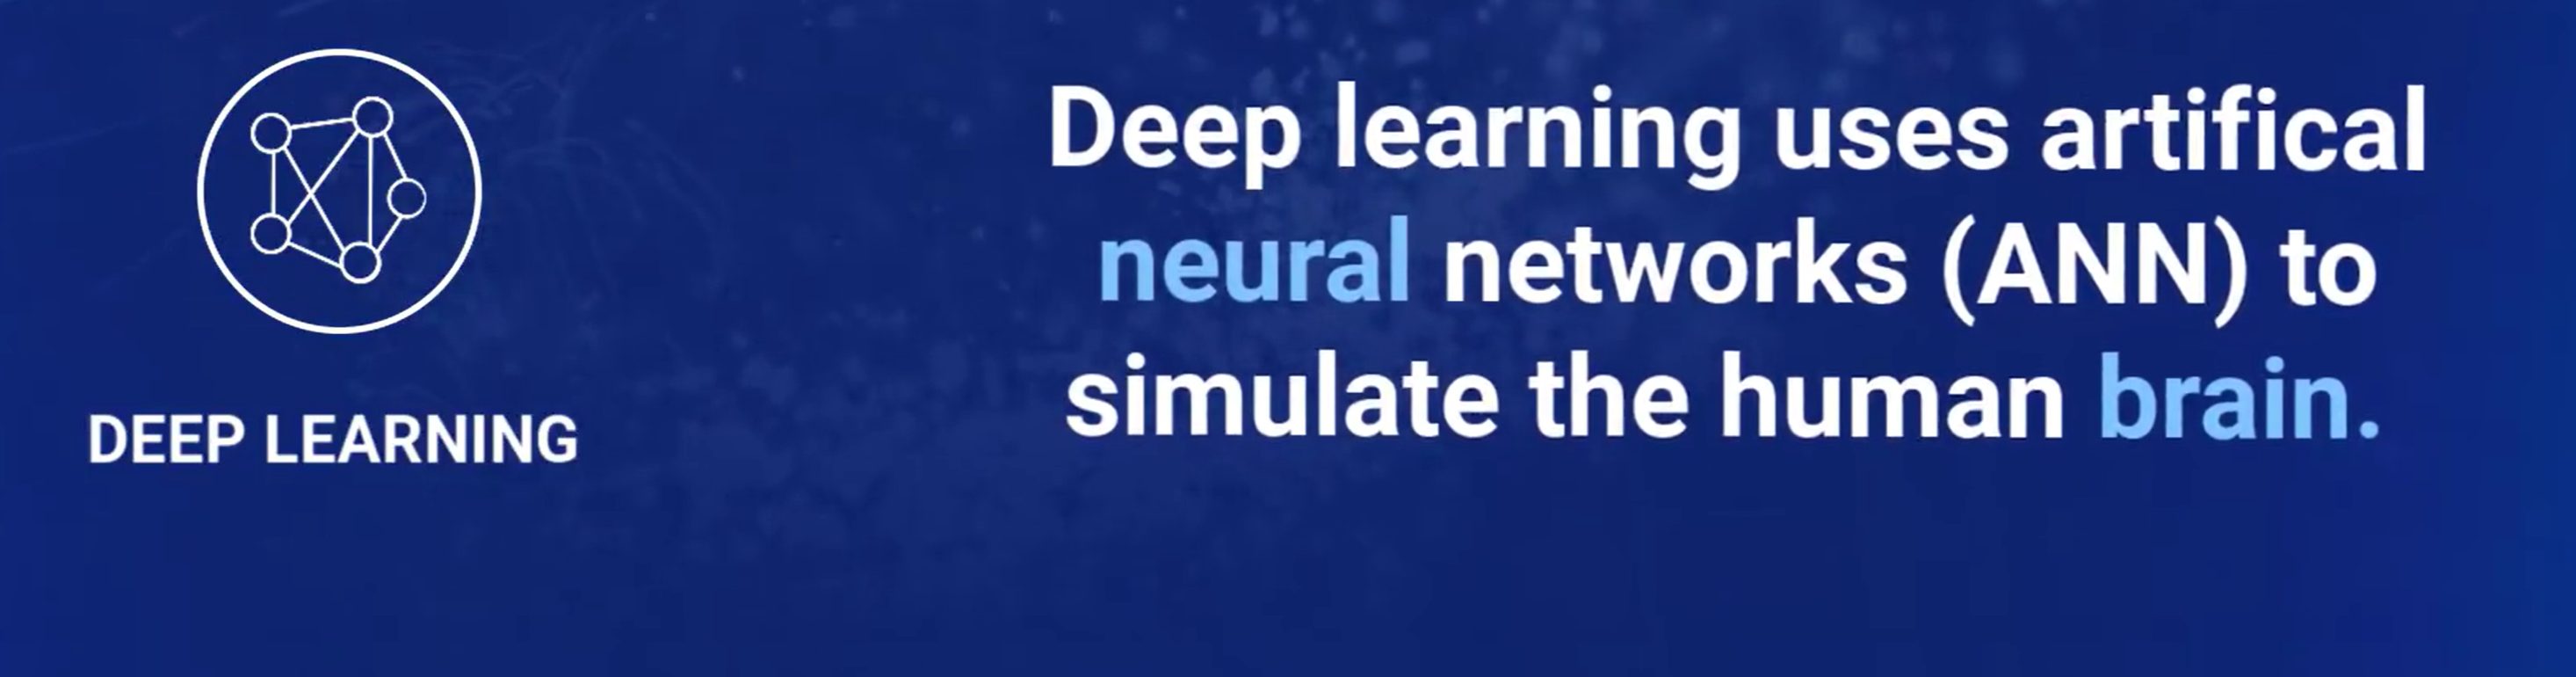 DEEP LEARNING
Deep learning uses artifical
neural networks (ANN) to
simulate the human brain.